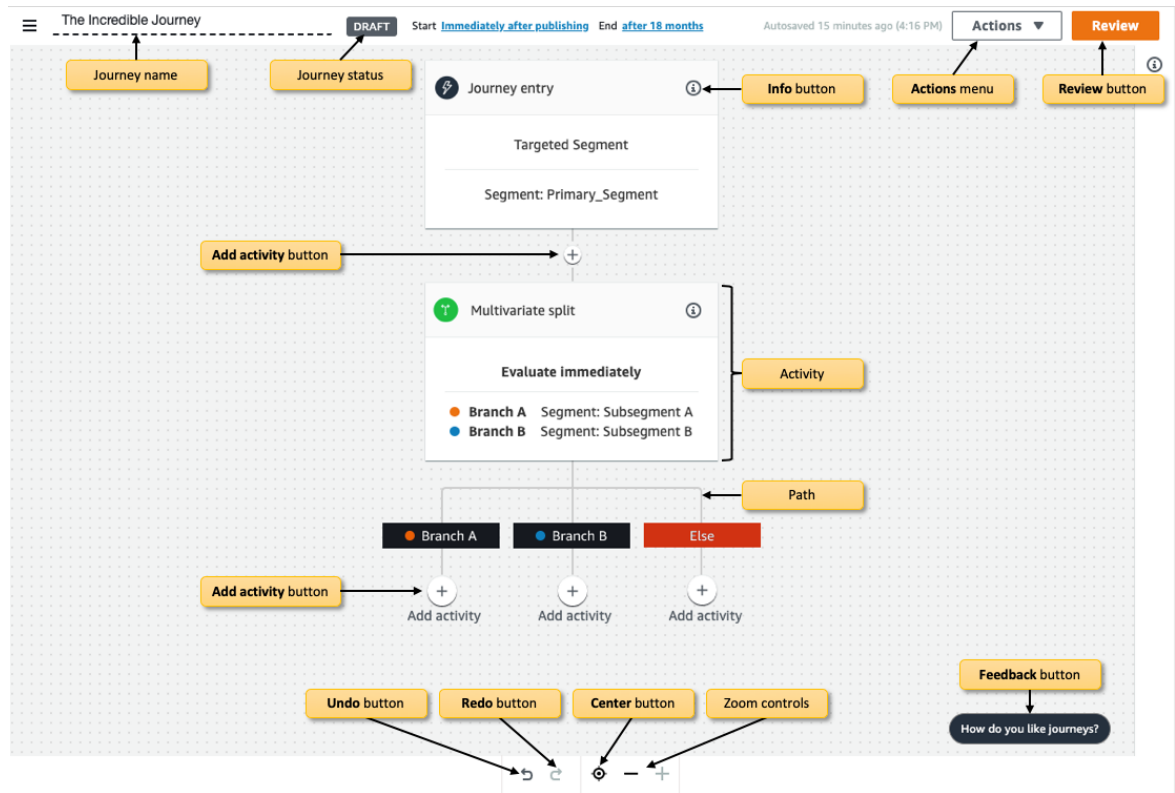 The Incredible Journey
DRAFT
Start Immediately after publishing End after 18 months
Autosaved 15 minutes ago (4:16 PM)
Actions
Review
Journey name
Journey status
Info button
Actions menu
Review button
Journey entry
Targeted Segment
Segment: Primary_Segment
Add activity button
Multivariate split
Evaluate immediately
Branch A Segment: Subsegment A
Branch B Segment: Subsegment B
Activity
Path
Branch A
Branch B
Else
Add activity button
Add activity
Add activity
Add activity
Feedback button
How do you like journeys?
Undo button
Redo button
Center button
Zoom controls